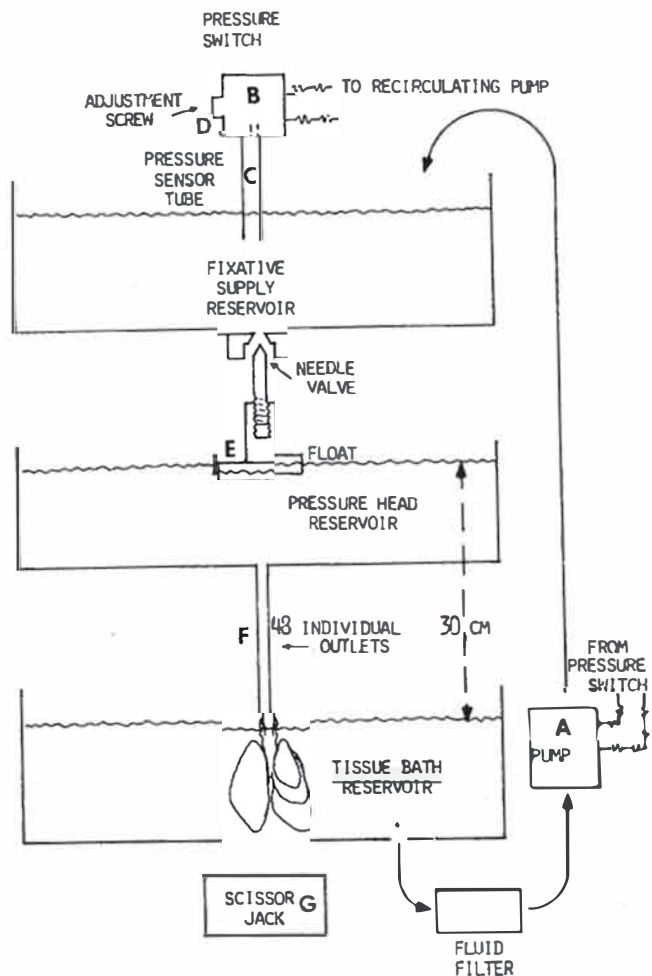 PRESSURE
SWITCH
B
TO RECIRCULATING PUMP
ADJUSTMENT
SCREW
D
PRESSURE
SENSOR
TUBE
C
FIXATIVE
SUPPLY
RESERVOIR
NEEDLE
VALVE
E
FLOAT
PRESSURE HEAD
RESERVOIR
F
48 INDIVIDUAL
OUTLETS
30 CM
FROM
PRESSURE
SWITCH
A
PUMP
TISSUE BATH
RESERVOIR
SCISSOR G
JACK
FLUID
FILTER